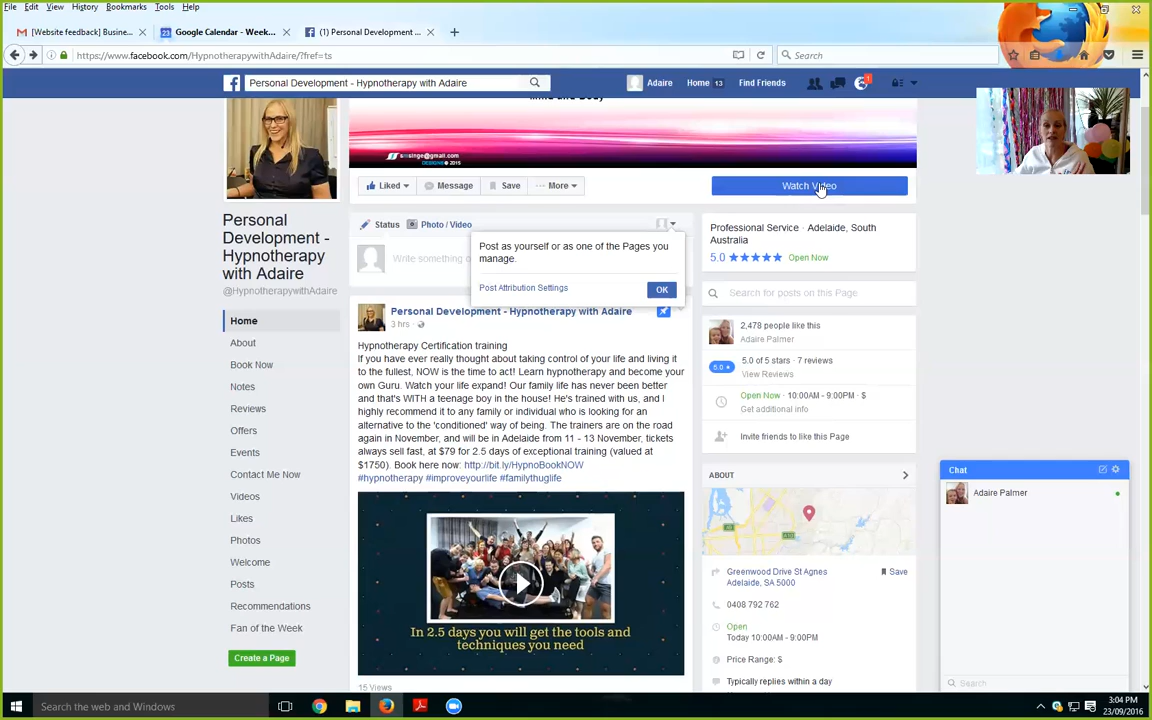 File Edit View History Bookmarks Tools Help
[Website feedback] Busine...
Google Calendar - Week...
(1) Personal Development ...
https://www.facebook.com/HypnotherapywithAdaire/?fref=ts
Search
Personal Development - Hypnotherapy with Adaire
Adaire
Home 13
Find Friends
1
Mind and Body
sinsinge@gmail.com
Liked
Message
Save
More
Watch Video
Personal
Development -
Hypnotherapy
with Adaire
@HypnotherapywithAdaire
Home
About
Book Now
Notes
Reviews
Offers
Events
Contact Me Now
Videos
Likes
Photos
Welcome
Posts
Recommendations
Fan of the Week
Create a Page
Status
Photo / Video
Write something o
Post as yourself or as one of the Pages you
manage.
Post Attribution Settings
OK
Personal Development - Hypnotherapy with Adaire
3 hrs ·
Hypnotherapy Certification training
If you have ever really thought about taking control of your life and living it
to the fullest, NOW is the time to act! Learn hypnotherapy and become your
own Guru. Watch your life expand! Our family life has never been better
and that's WITH a teenage boy in the house! He's trained with us, and I
highly recommend it to any family or individual who is looking for an
alternative to the 'conditioned' way of being. The trainers are on the road
again in November, and will be in Adelaide from 11 - 13 November, tickets
always sell fast, at $79 for 2.5 days of exceptional training (valued at
$1750). Book here now: http://bit.ly/HypnoBookNOW
#hypnotherapy #improveyourlife #familythuglife
In 2.5 days you will get the tools and
techniques you need
15 Views
Professional Service · Adelaide, South
Australia
5.0 ★★★★★ Open Now
Search for posts on this Page
2,478 people like this
Adaire Palmer
5.0 ★
5.0 of 5 stars · 7 reviews
View Reviews
Open Now · 10:00AM - 9:00PM · $
Get additional info
Invite friends to like this Page
ABOUT
Greenwood Drive St Agnes
Adelaide, SA 5000
Save
0408 792 762
Open
Today 10:00AM - 9:00PM
Price Range: $
Typically replies within a day
Chat
Adaire Palmer
Search
Search the web and Windows
3:04 PM
23/09/2016